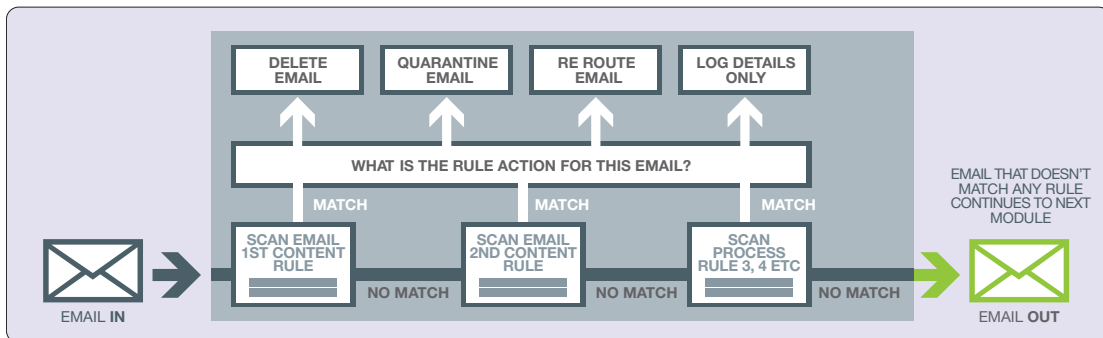 DELETE
EMAIL
QUARANTINE
EMAIL
RE ROUTE
EMAIL
LOG DETAILS
ONLY
WHAT IS THE RULE ACTION FOR THIS EMAIL?
MATCH
MATCH
MATCH
EMAIL THAT DOESN'T
MATCH ANY RULE
CONTINUES TO NEXT
MODULE
SCAN EMAIL
1ST CONTENT
RULE
SCAN EMAIL
2ND CONTENT
RULE
SCAN
PROCESS
RULE 3, 4 ETC
NO MATCH
NO MATCH
NO MATCH
EMAIL IN
EMAIL OUT